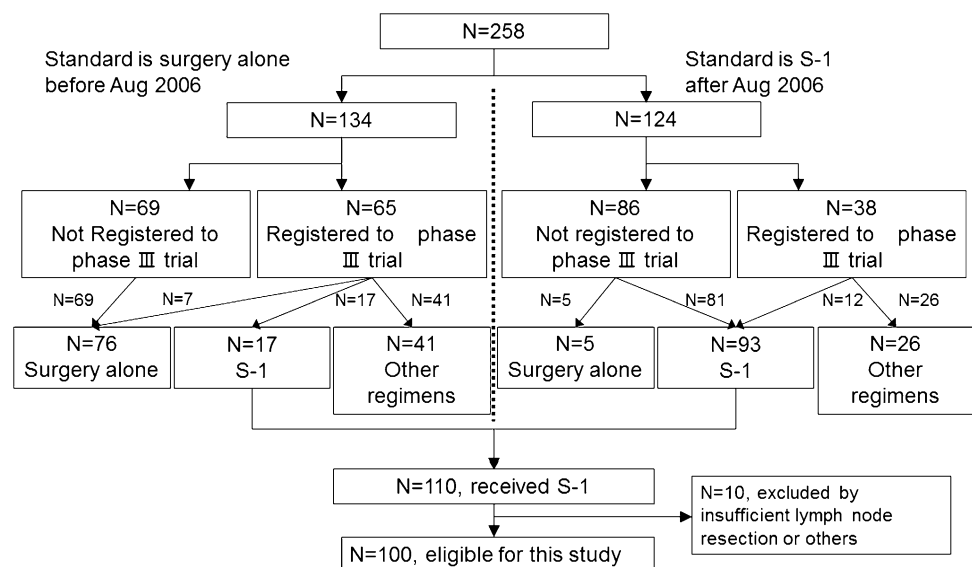 N=258
Standard is surgery alone
before Aug 2006
Standard is S-1
after Aug 2006
N=134
N=124
N=69
Not Registered to
phase Ⅲ trial
N=65
Registered to phase
Ⅲ trial
N=86
Not registered to
phase Ⅲ trial
N=38
Registered to phase
Ⅲ trial
N=69
N=7
N=17
N=41
N=5
N=81
N=12
N=26
N=76
Surgery alone
N=17
S-1
N=41
Other
regimens
N=5
Surgery alone
N=93
S-1
N=26
Other
regimens
N=110, received S-1
N=10, excluded by
insufficient lymph node
resection or others
N=100, eligible for this study